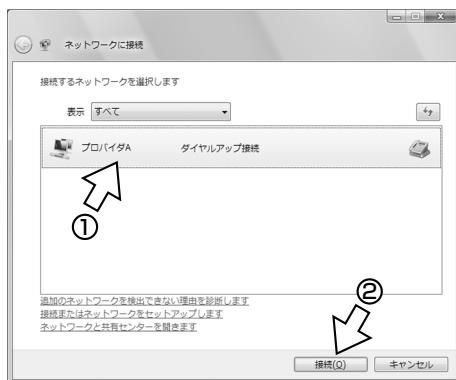 ネットワークに接続
接続するネットワークを選択します
表示 すべて
プロバイダA ダイヤルアップ接続
①
②
追加のネットワークを検出できない理由を診断します
接続またはネットワークをセットアップします
ネットワークと共有センターを開きます
接続(O) キャンセル